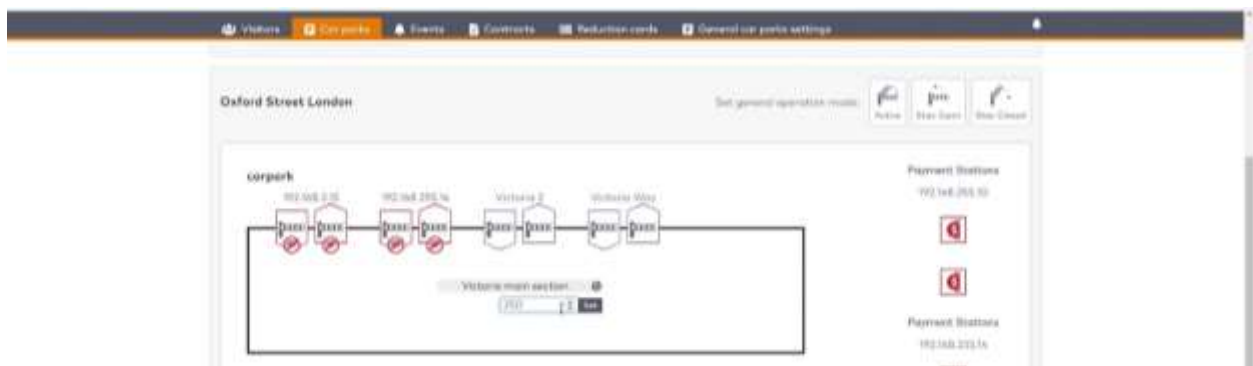 Visitors Car parks Events Contracts Reduction cards General car parks settings
Oxford Street London
Set general operation mode:
Active Stay Open Stay Closed
carpark
Victoria 2 Victoria Way
Victoria main section
Set
Payment Stations
Payment Stations